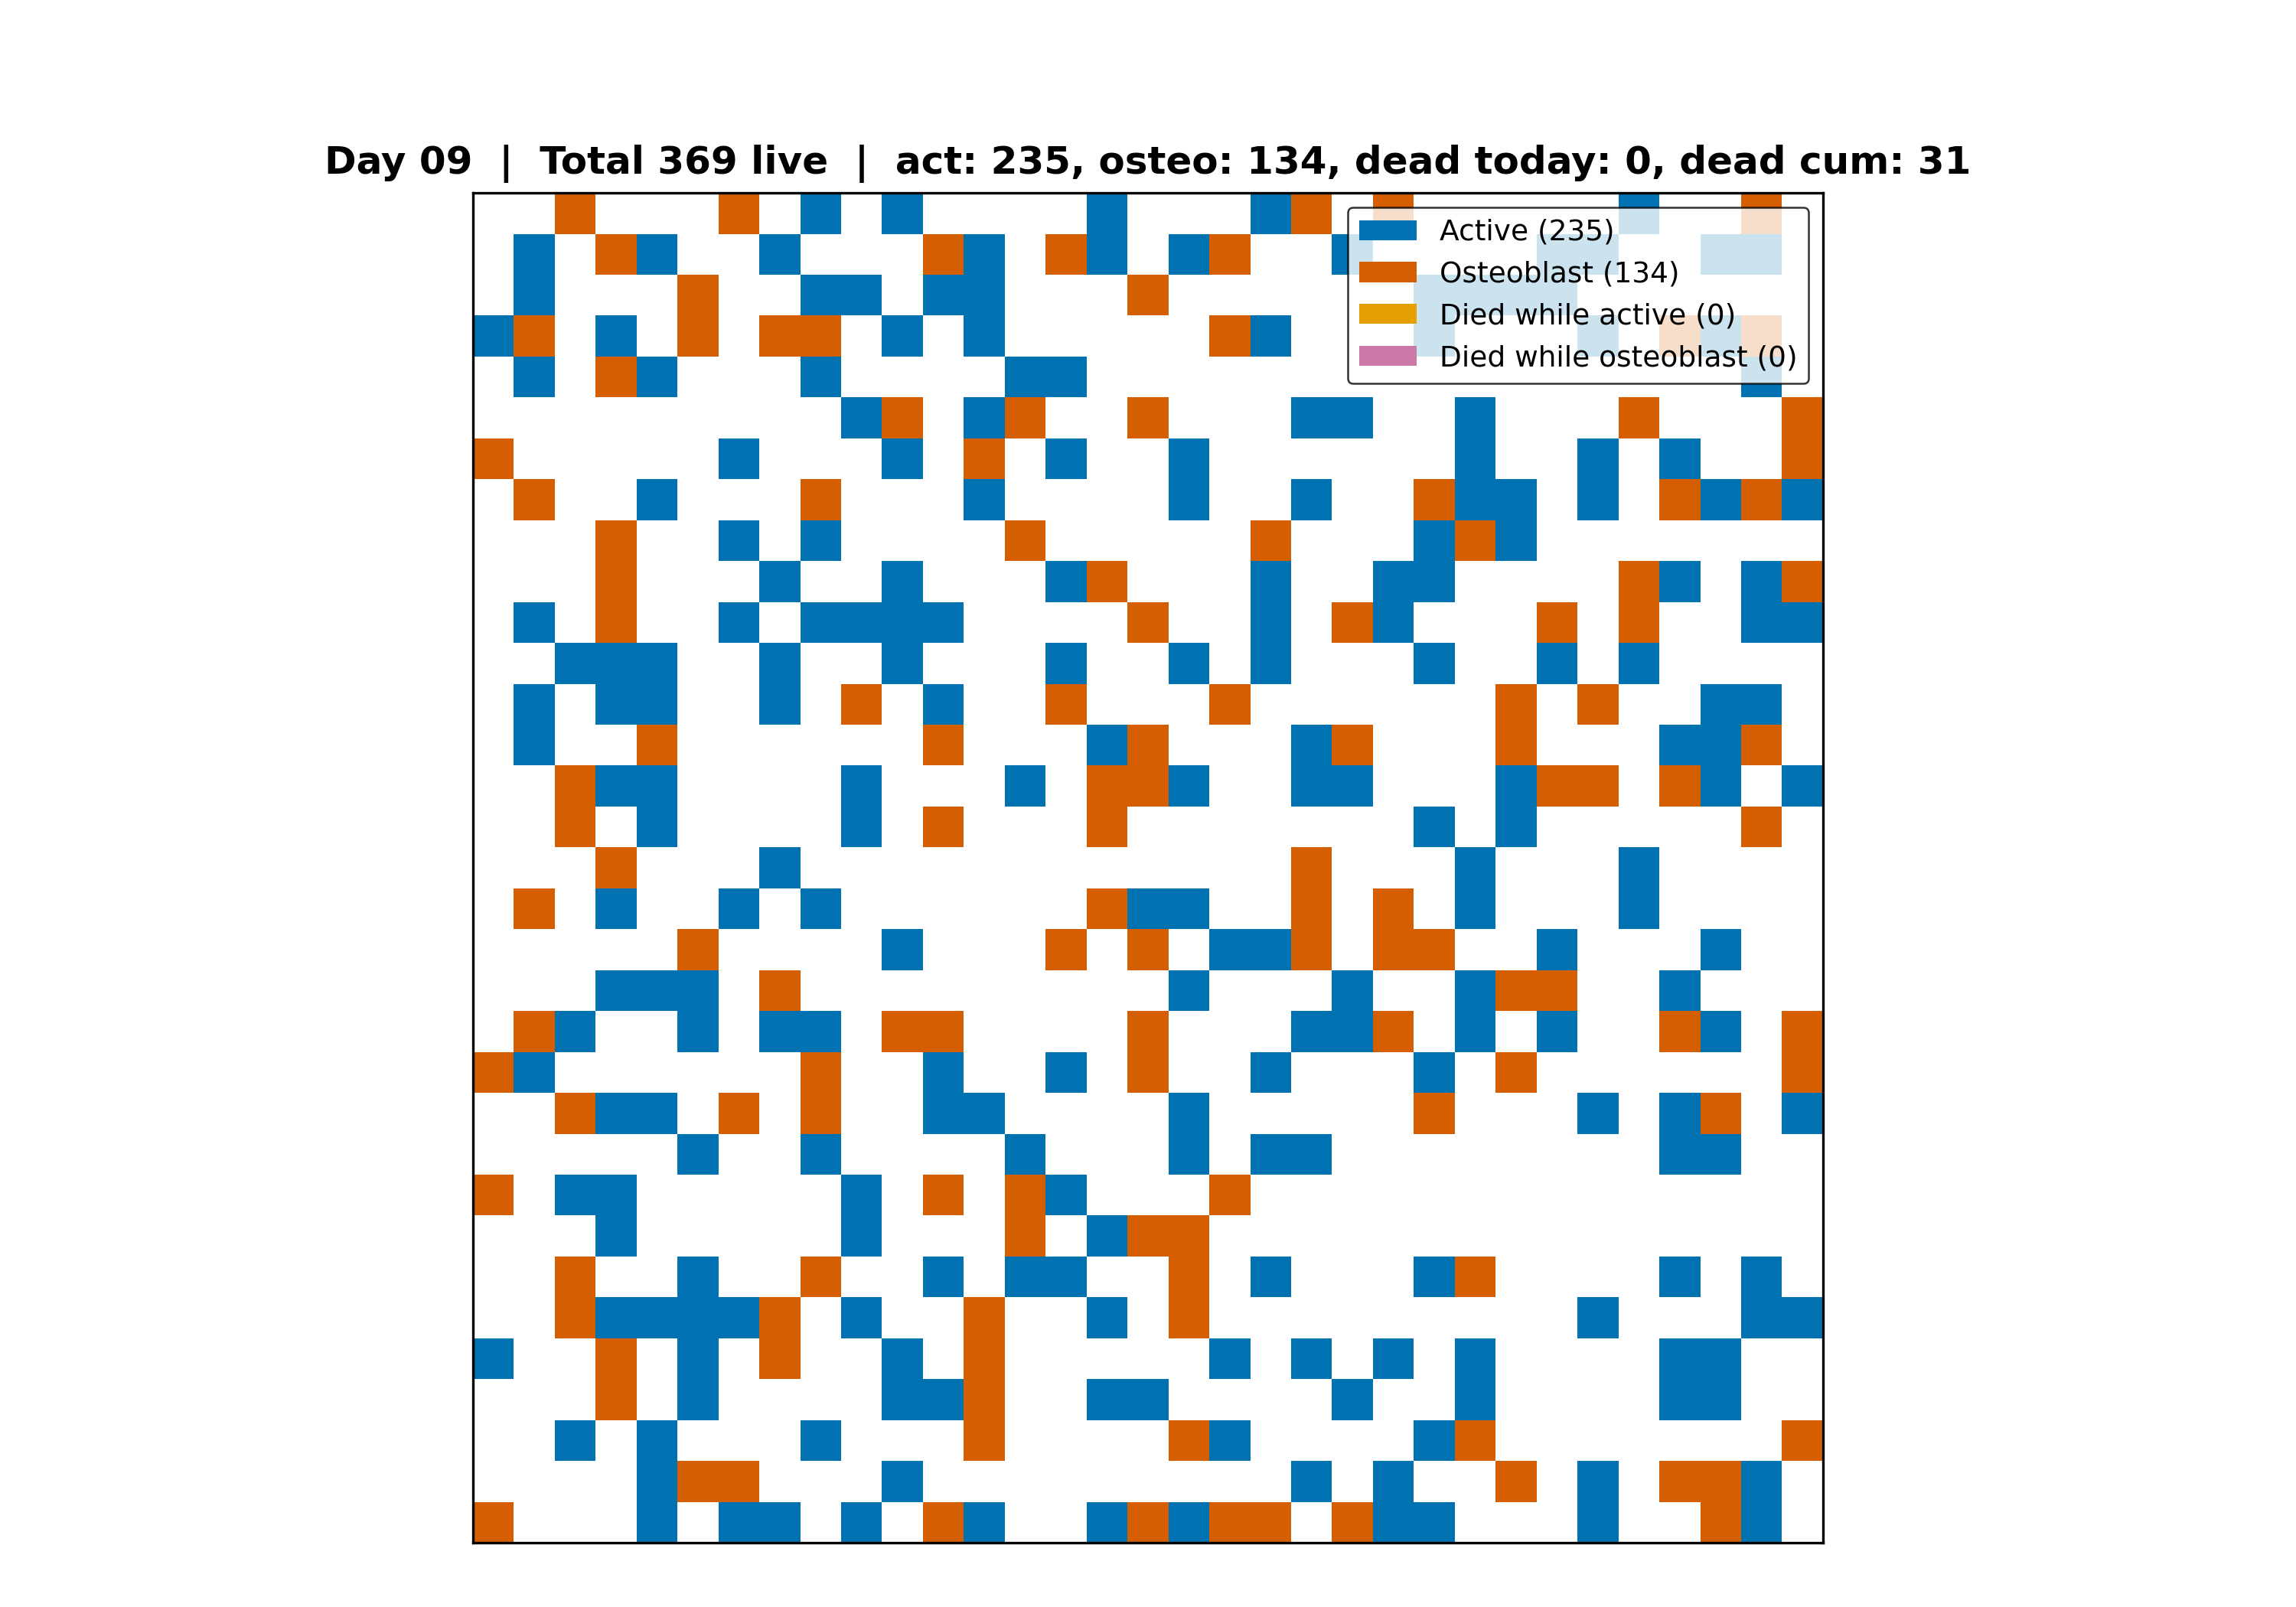 Day 09 | Total 369 live | act: 235, osteo: 134, dead today: 0, dead cum: 31
Active (235)
Osteoblast (134)
Died while active (0)
Died while osteoblast (0)